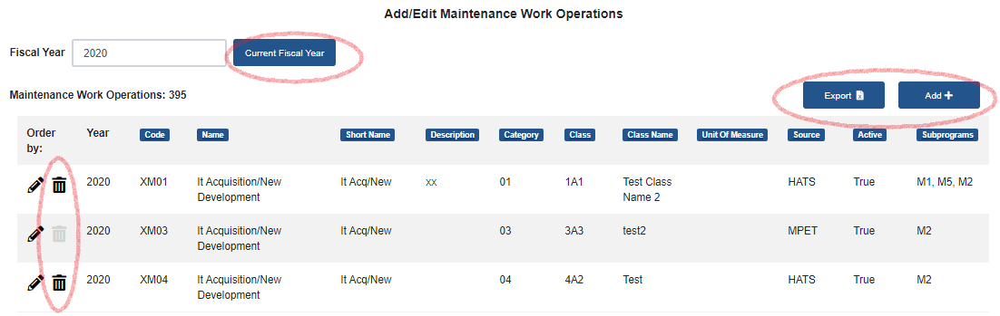 Add/Edit Maintenance Work Operations
Fiscal Year 2020 Current Fiscal Year
Maintenance Work Operations: 395 Export Add
Order by: Year Code Name Short Name Description Category Class Class Name Unit Of Measure Source Active Subprograms
2020 XM01 It Acquisition/New Development It Acq/New xx 01 1A1 Test Class Name 2 HATS True M1, M5, M2
2020 XM03 It Acquisition/New Development It Acq/New 03 3A3 test2 MPET True M2
2020 XM04 It Acquisition/New Development It Acq/New 04 4A2 Test HATS True M2